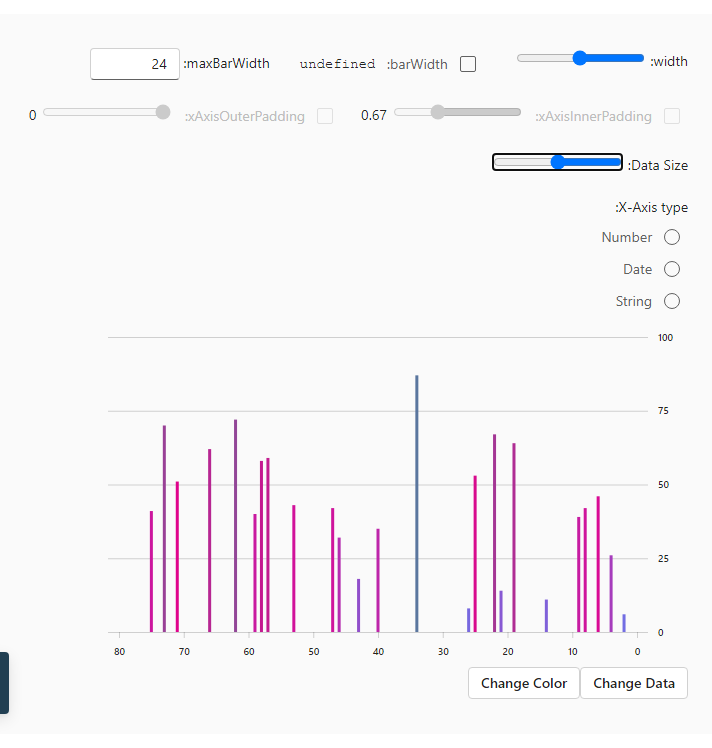 width:
barWidth: undefined
maxBarWidth: 24
xAxisInnerPadding: 0.67
xAxisOuterPadding: 0
Data Size:
X-Axis type:
Number
Date
String
100
75
50
25
0
80 70 60 50 40 30 20 10 0
Change Color Change Data